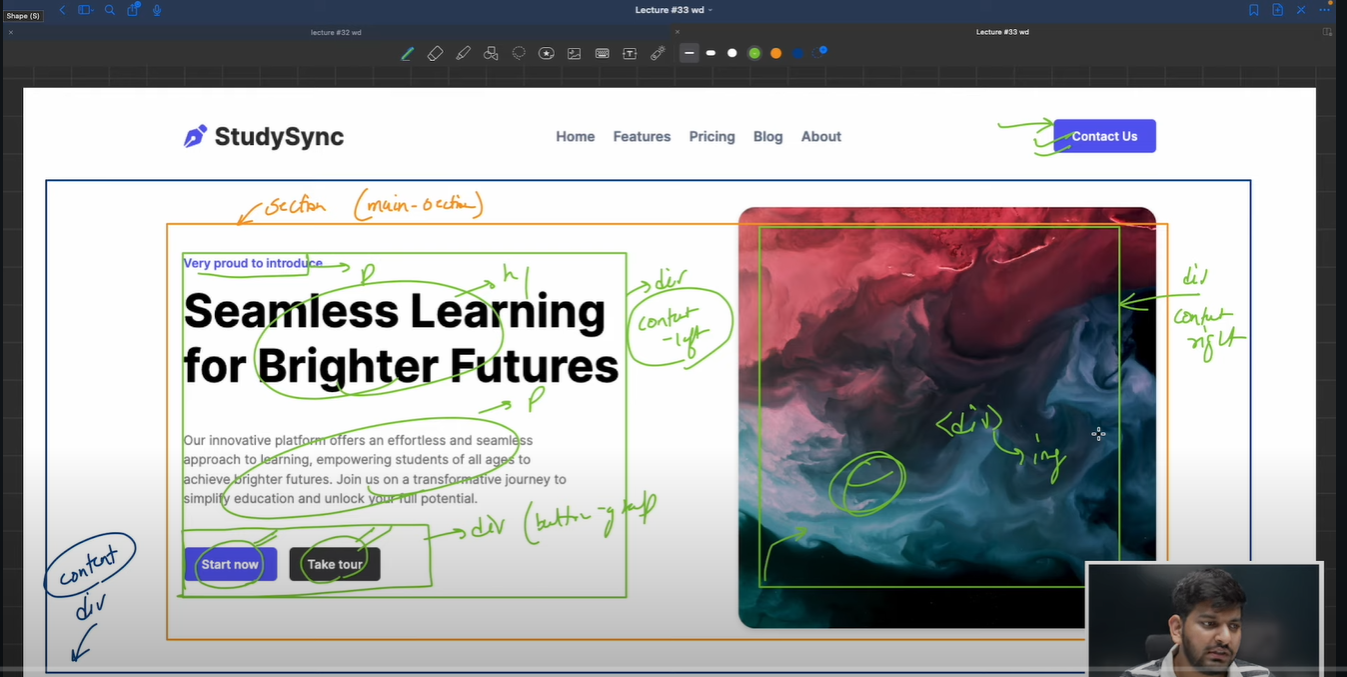 Shape (S)
Lecture #33 wd
lecture #32 wd
Lecture #33 wd
StudySync
Home Features Pricing Blog About
Contact Us
section (main-section)
Very proud to introduce
p
h1
Seamless Learning
for Brighter Futures
div
content
-left
div
content
right
p
Our innovative platform offers an effortless and seamless
approach to learning, empowering students of all ages to
achieve brighter futures. Join us on a transformative journey to
simplify education and unlock your full potential.
<div>
img
div (button-group
Start now Take tour
content
div